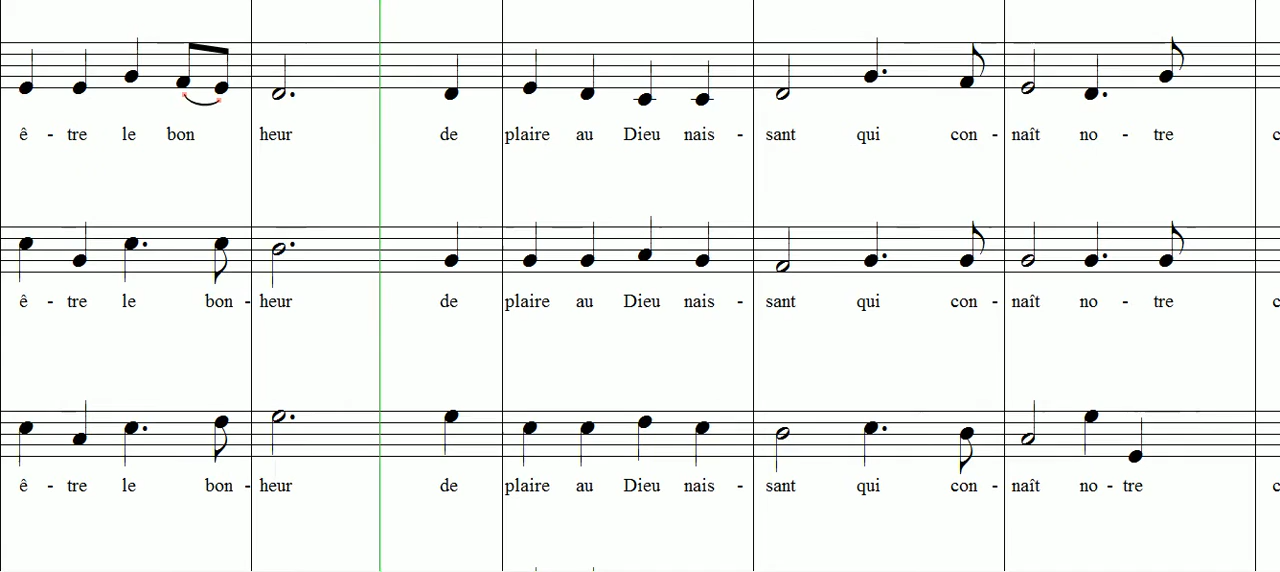 ê - tre le bon heur de plaire au Dieu nais - sant qui con - naît no - tre c
ê - tre le bon - heur de plaire au Dieu nais - sant qui con - naît no - tre c
ê - tre le bon - heur de plaire au Dieu nais - sant qui con - naît no - tre c